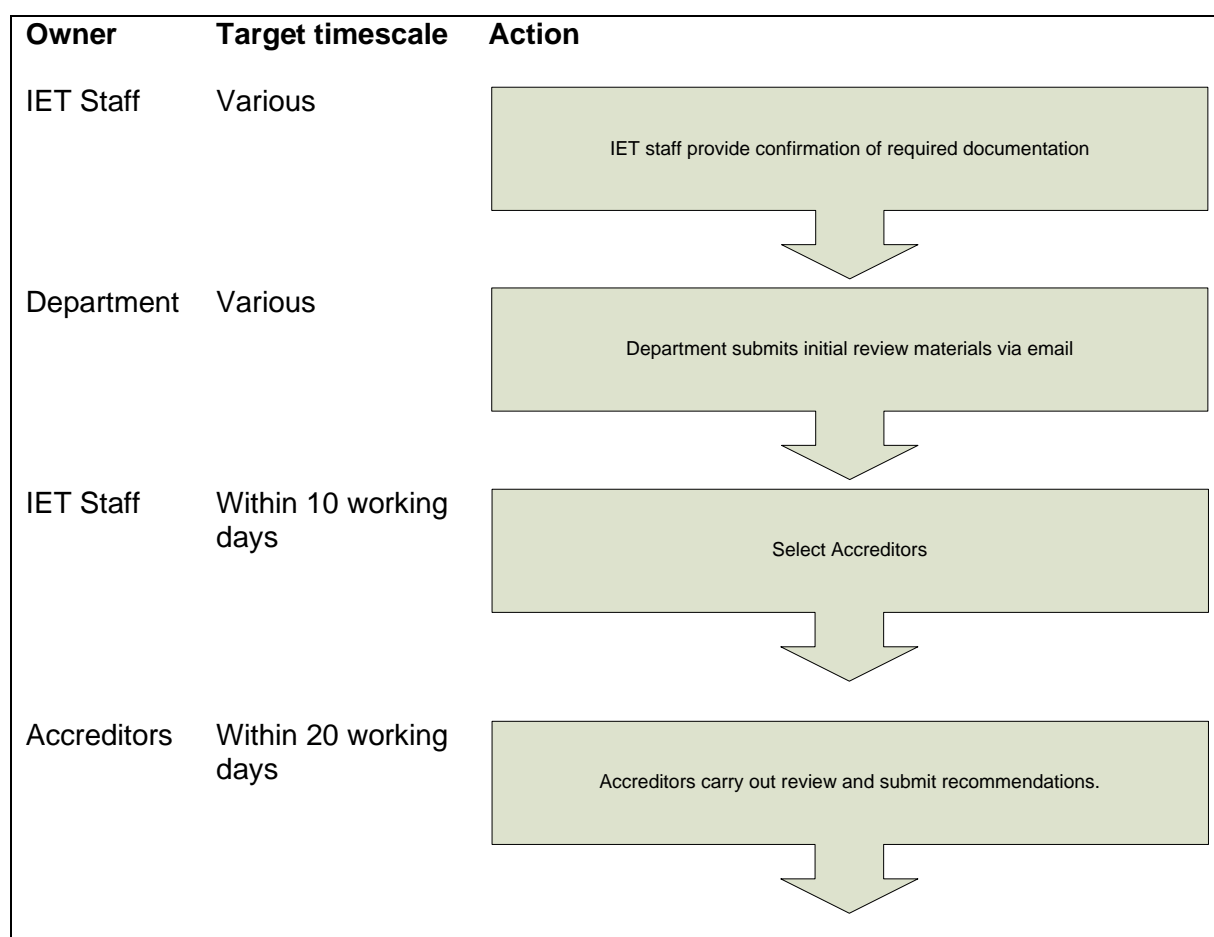 Owner Target timescale Action
IET Staff Various
IET staff provide confirmation of required documentation
Department Various
Department submits initial review materials via email
IET Staff Within 10 working
days
Select Accreditors
Accreditors Within 20 working
days
Accreditors carry out review and submit recommendations.